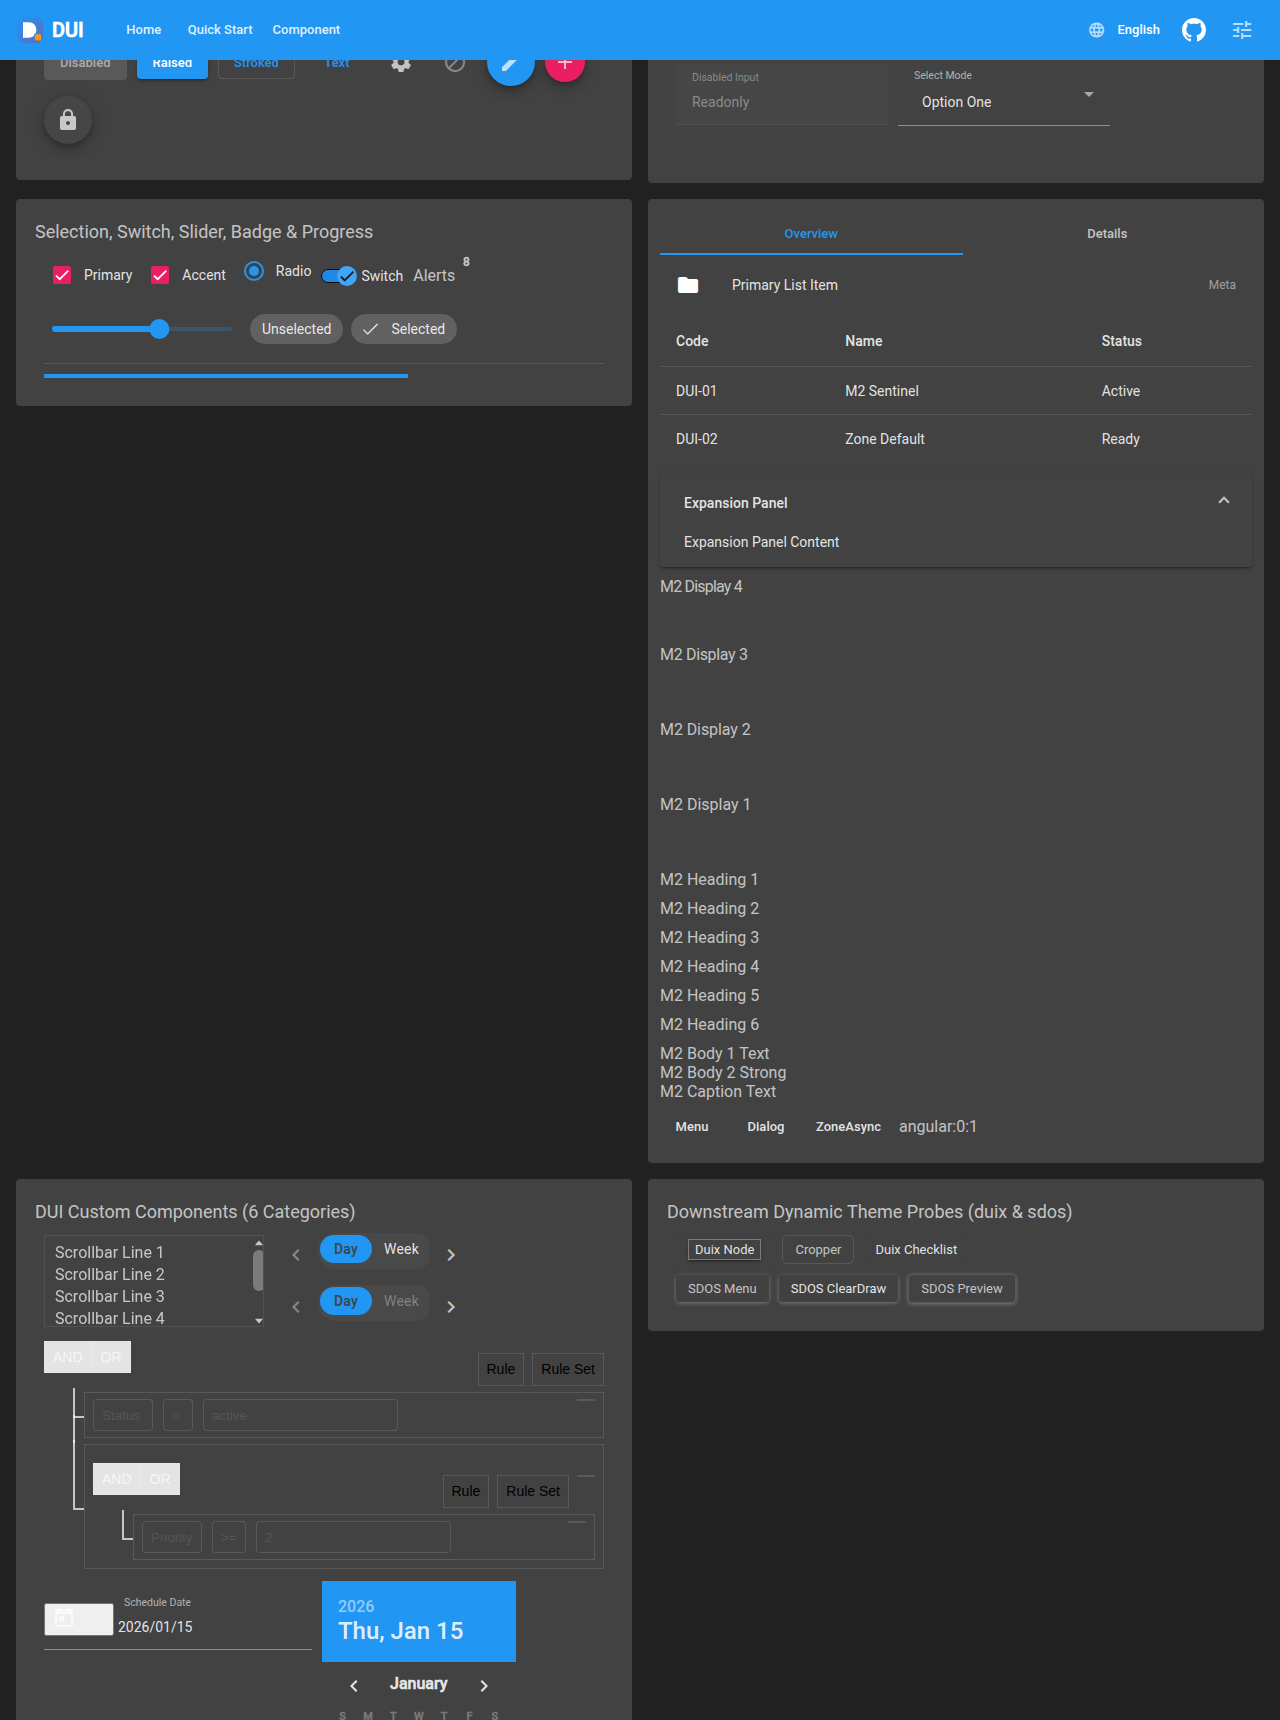 DUI Home Quick Start Component English
Disabled Raised Stroked Text
Disabled Input
Readonly
Select Mode
Option One
Selection, Switch, Slider, Badge & Progress
Primary Accent Radio Switch Alerts 8
Unselected Selected
Overview Details
Primary List Item Meta
Code Name Status
DUI-01 M2 Sentinel Active
DUI-02 Zone Default Ready
Expansion Panel
Expansion Panel Content
M2 Display 4
M2 Display 3
M2 Display 2
M2 Display 1
M2 Heading 1
M2 Heading 2
M2 Heading 3
M2 Heading 4
M2 Heading 5
M2 Heading 6
M2 Body 1 Text
M2 Body 2 Strong
M2 Caption Text
Menu Dialog ZoneAsync angular:0:1
DUI Custom Components (6 Categories)
Scrollbar Line 1
Scrollbar Line 2
Scrollbar Line 3
Scrollbar Line 4
Day Week
Day Week
AND OR
Rule Rule Set
Status = active
AND OR
Rule Rule Set
Priority >= 2
Schedule Date
2026/01/15
2026
Thu, Jan 15
January
S M T W T F S
Downstream Dynamic Theme Probes (duix & sdos)
Duix Node Cropper Duix Checklist
SDOS Menu SDOS ClearDraw SDOS Preview